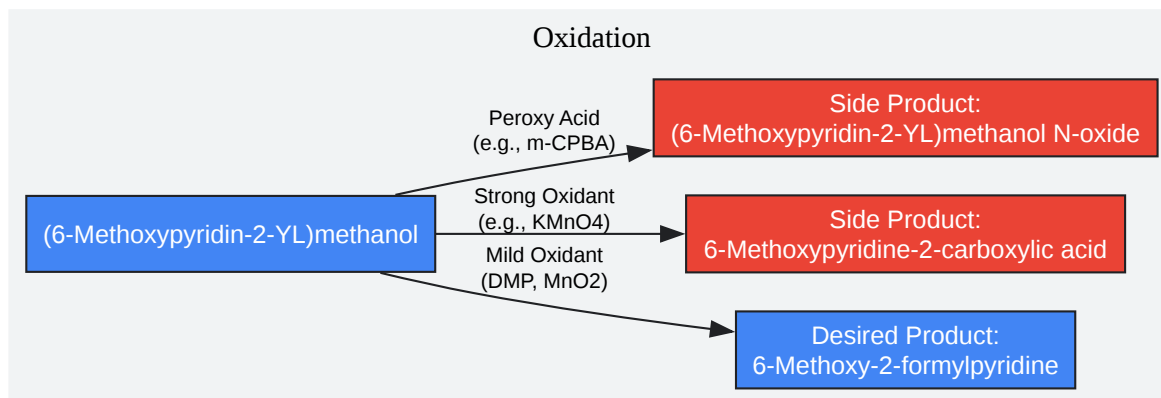 Oxidation
Peroxy Acid
(e.g., m-CPBA)
Side Product:
(6-Methoxypyridin-2-YL)methanol N-oxide
(6-Methoxypyridin-2-YL)methanol
Strong Oxidant
(e.g., KMnO4)
Side Product:
6-Methoxypyridine-2-carboxylic acid
Mild Oxidant
(DMP, MnO2)
Desired Product:
6-Methoxy-2-formylpyridine